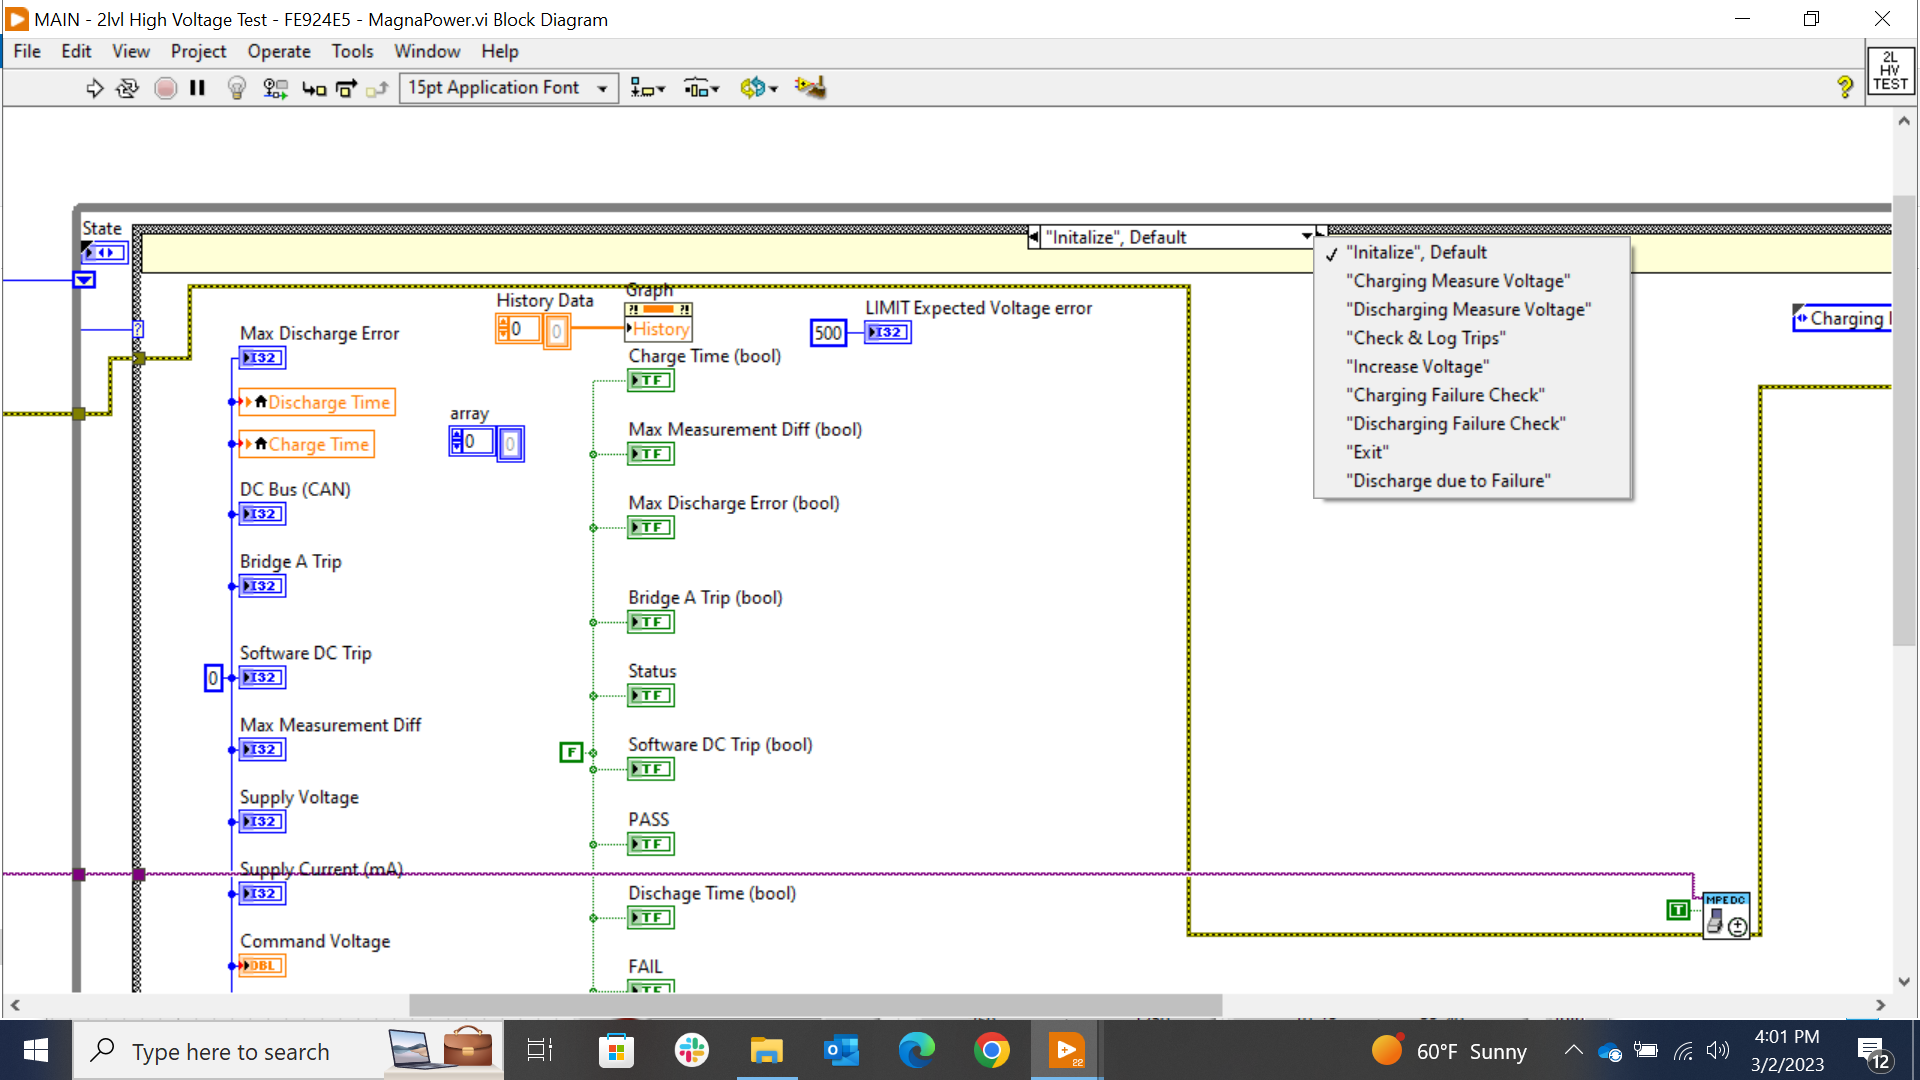 MAIN - 2lvl High Voltage Test - FE924E5 - MagnaPower.vi Block Diagram
File Edit View Project Operate Tools Window Help
15pt Application Font
2L
HV
TEST
State
"Initalize", Default
"Initalize", Default
"Charging Measure Voltage"
"Discharging Measure Voltage"
"Check & Log Trips"
"Increase Voltage"
"Charging Failure Check"
"Discharging Failure Check"
"Exit"
"Discharge due to Failure"
Charging
Max Discharge Error
I32
Discharge Time
Charge Time
DC Bus (CAN)
I32
Bridge A Trip
I32
Software DC Trip
0
I32
Max Measurement Diff
I32
Supply Voltage
I32
Supply Current (mA)
I32
Command Voltage
DBL
History Data
0
0
array
0
0
Graph
?! ?!
History
Charge Time (bool)
TF
Max Measurement Diff (bool)
TF
Max Discharge Error (bool)
TF
Bridge A Trip (bool)
TF
Status
TF
F
Software DC Trip (bool)
TF
PASS
TF
Dischage Time (bool)
TF
FAIL
TF
LIMIT Expected Voltage error
500
I32
T
MPEDC
Type here to search
22
60°F Sunny
4:01 PM
3/2/2023
12